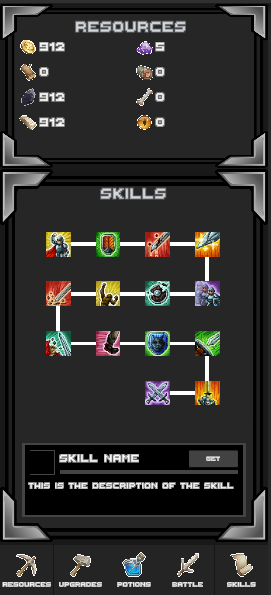 RESOURCES
912 5
0 0
912 0
912 0
SKILLS
SKILL NAME GET
THIS IS THE DESCRIPTION OF THE SKILL
RESOURCES UPGRADES POTIONS BATTLE SKILLS